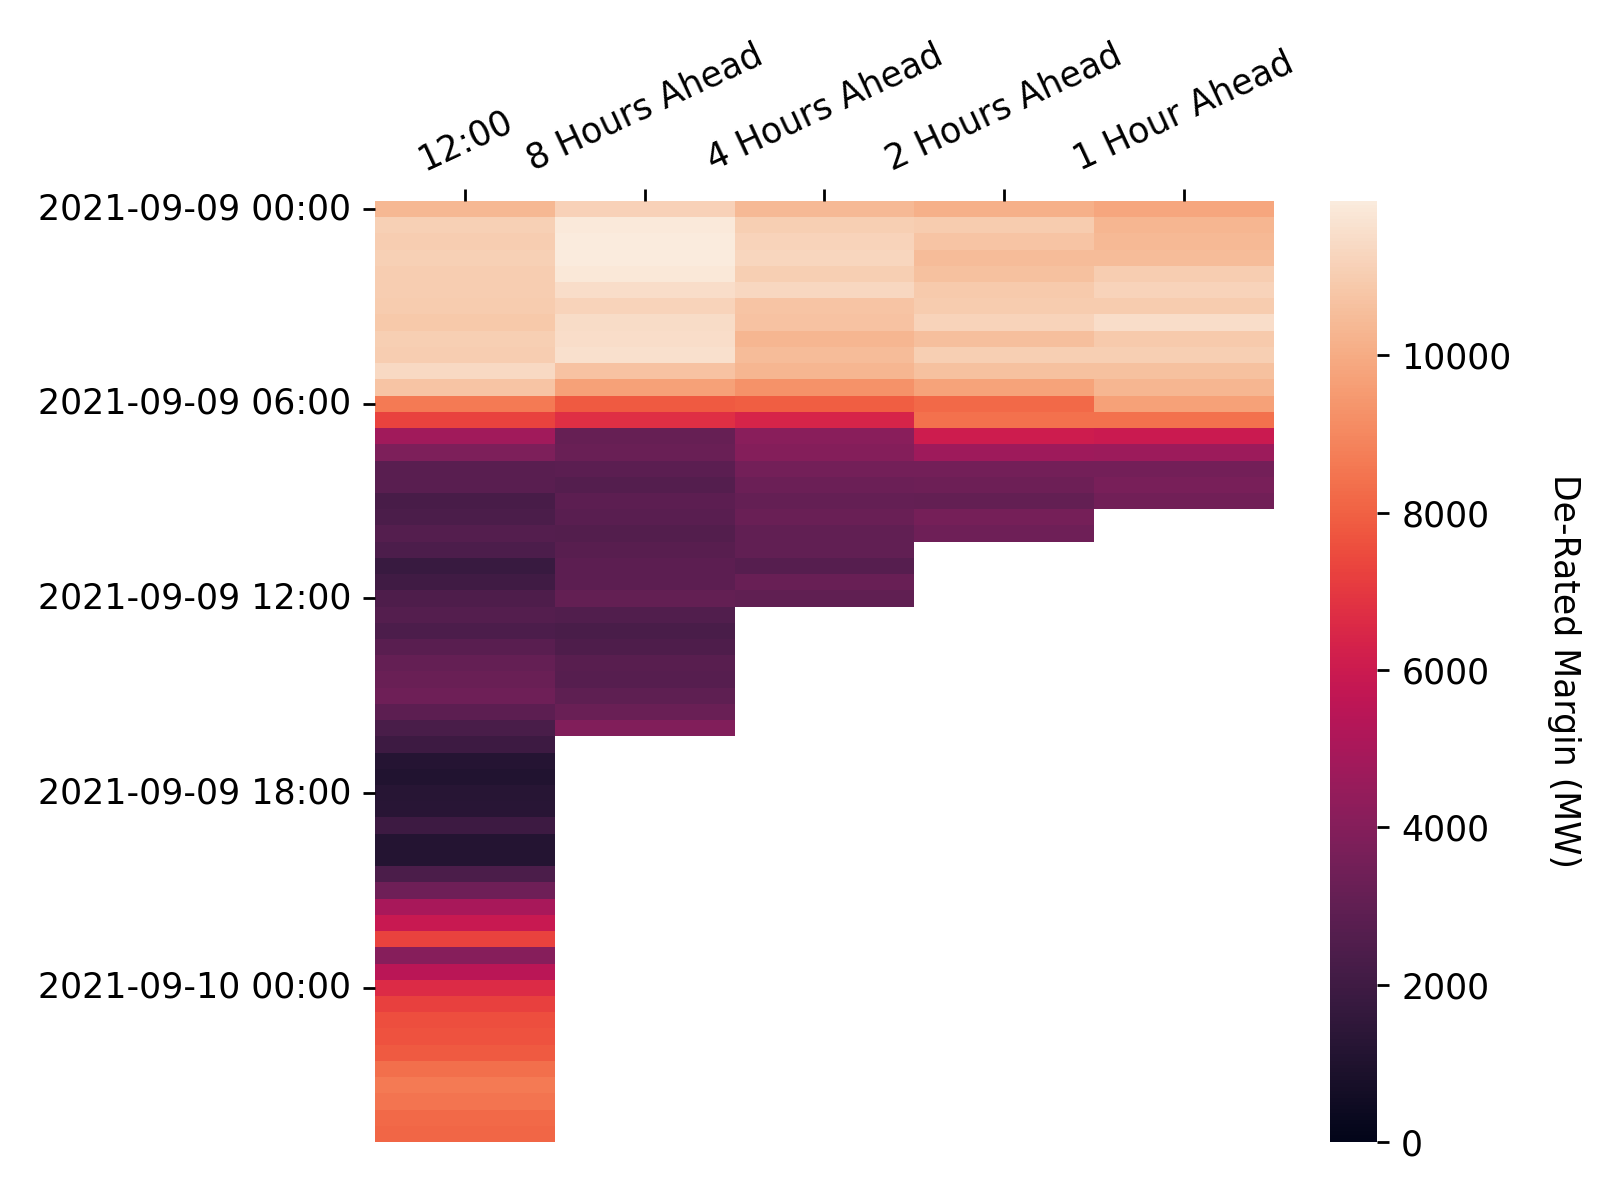 12:00
8 Hours Ahead
4 Hours Ahead
2 Hours Ahead
1 Hour Ahead
2021-09-09 00:00
2021-09-09 06:00
2021-09-09 12:00
2021-09-09 18:00
2021-09-10 00:00
10000
8000
6000
4000
2000
0
De-Rated Margin (MW)